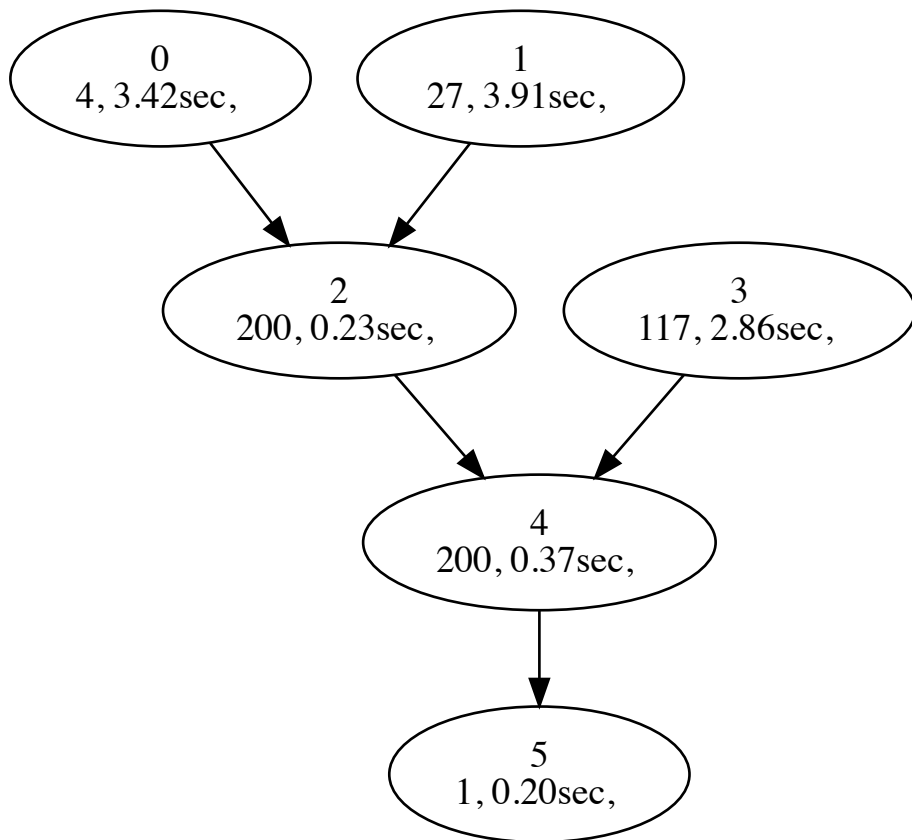 0
4, 3.42sec,
1
27, 3.91sec,
2
200, 0.23sec,
3
117, 2.86sec,
4
200, 0.37sec,
5
1, 0.20sec,